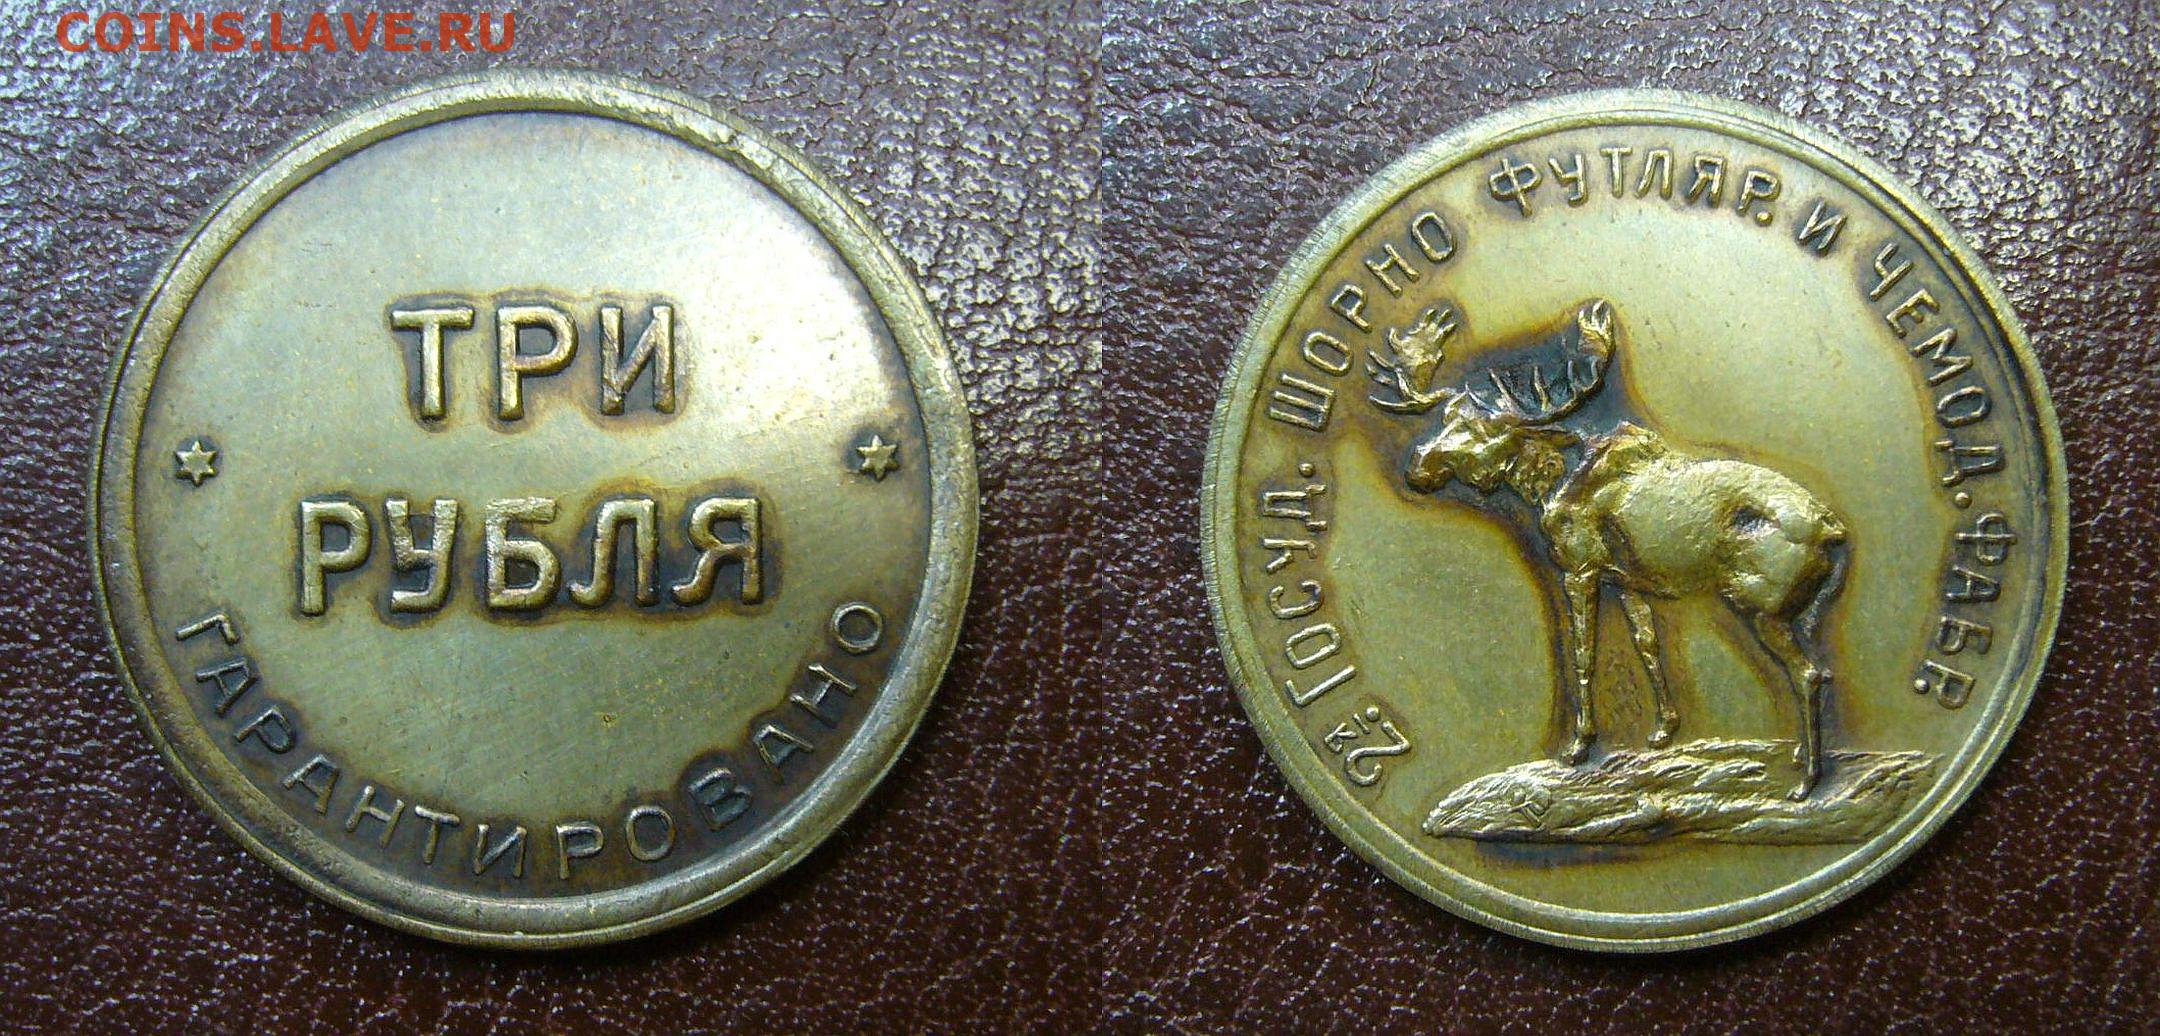 COINS.LAVE.RU
ТРИ
РУБЛЯ
ГАРАНТИРОВАНО
2я ГОСУД. ШОРНО ФУТЛЯР. И ЧЕМОД. ФАБР.